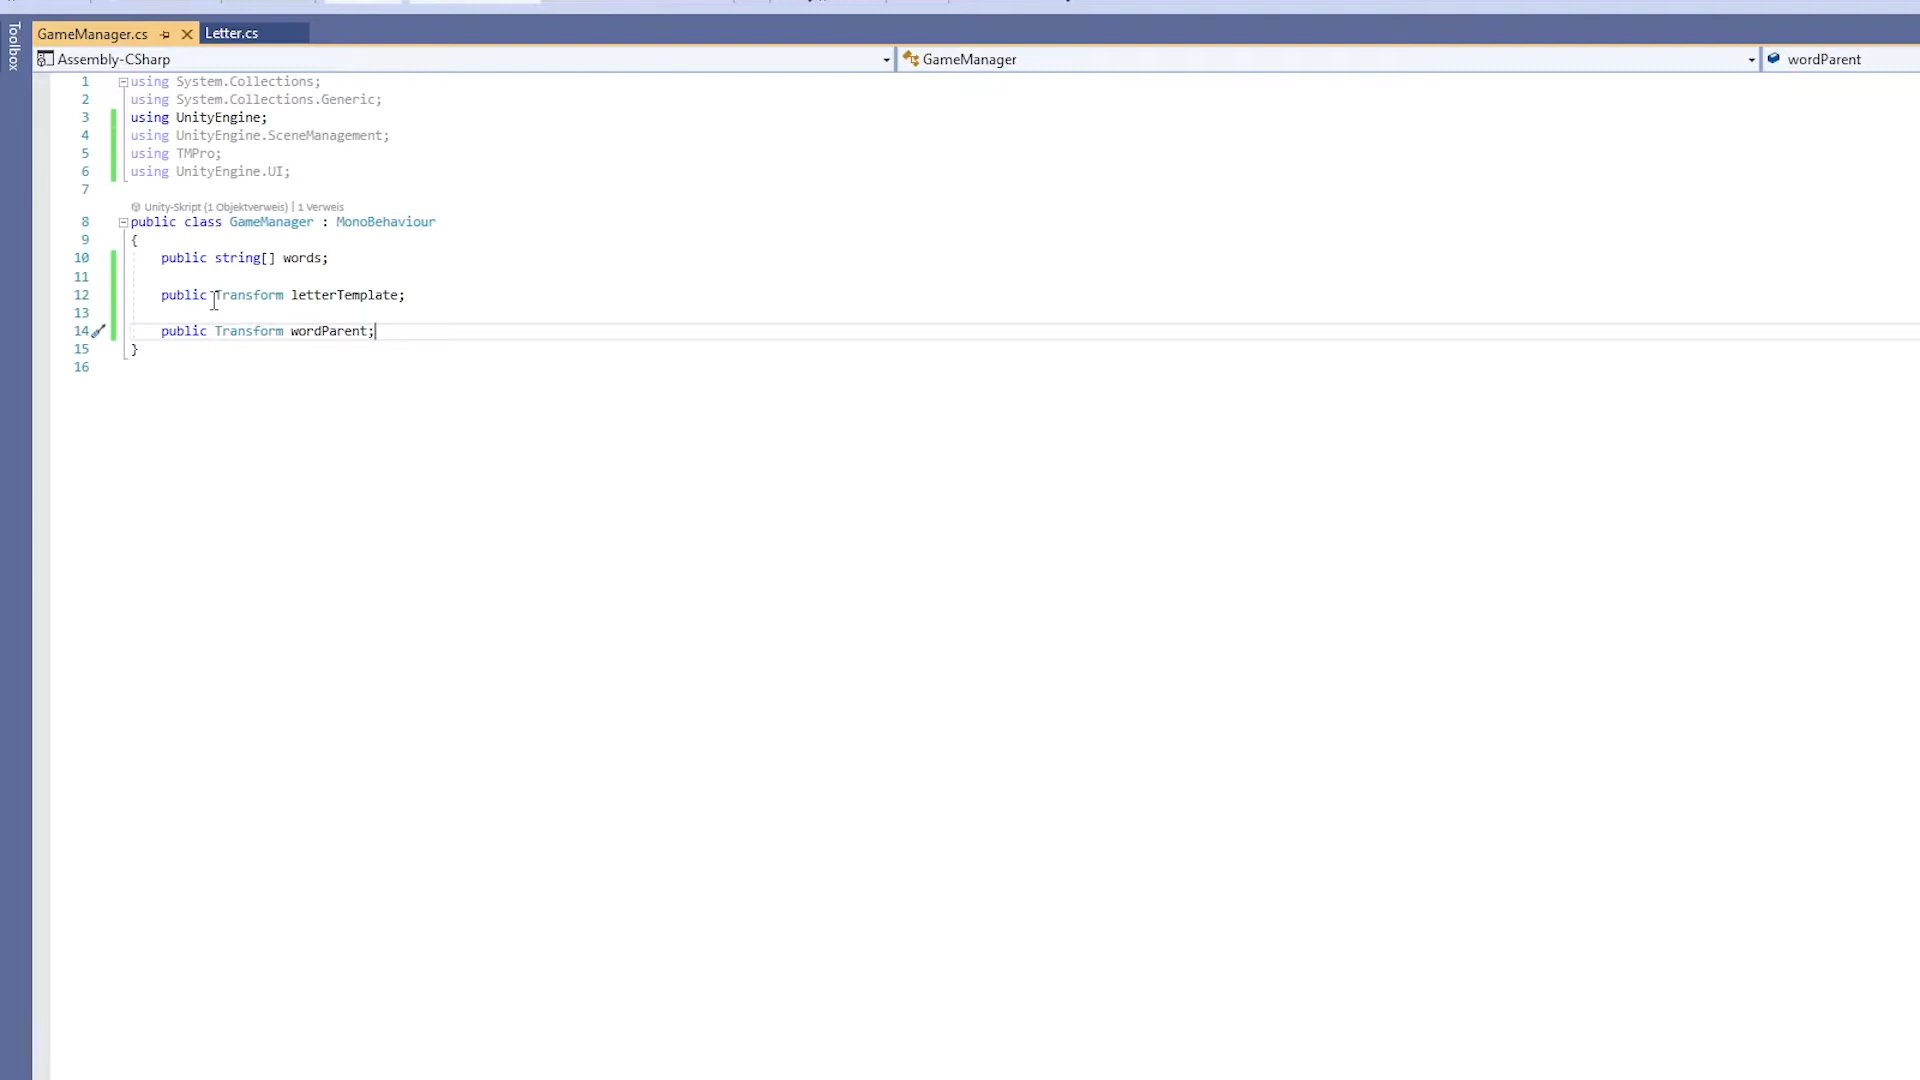 Toolbox
GameManager.cs
Letter.cs
Assembly-CSharp
GameManager
wordParent
1 using System.Collections;
2 using System.Collections.Generic;
3 using UnityEngine;
4 using UnityEngine.SceneManagement;
5 using TMPro;
6 using UnityEngine.UI;
7
Unity-Skript (1 Objektverweis) | 1 Verweis
8 public class GameManager : MonoBehaviour
9 {
10 public string[] words;
11
12 public Transform letterTemplate;
13
14 public Transform wordParent;
15 }
16